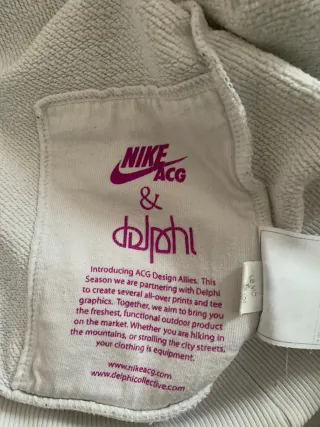 NIKE
ACG
&
delphi
Introducing ACG Design Allies. This
Season we are partnering with Delphi
to create several all-over prints and tee
graphics. Together, we aim to bring you
the freshest, functional outdoor product
on the market. Whether you are hiking in
the mountains, or strolling the city streets,
your clothing is equipment.
www.nikeacg.com
www.delphicollective.com